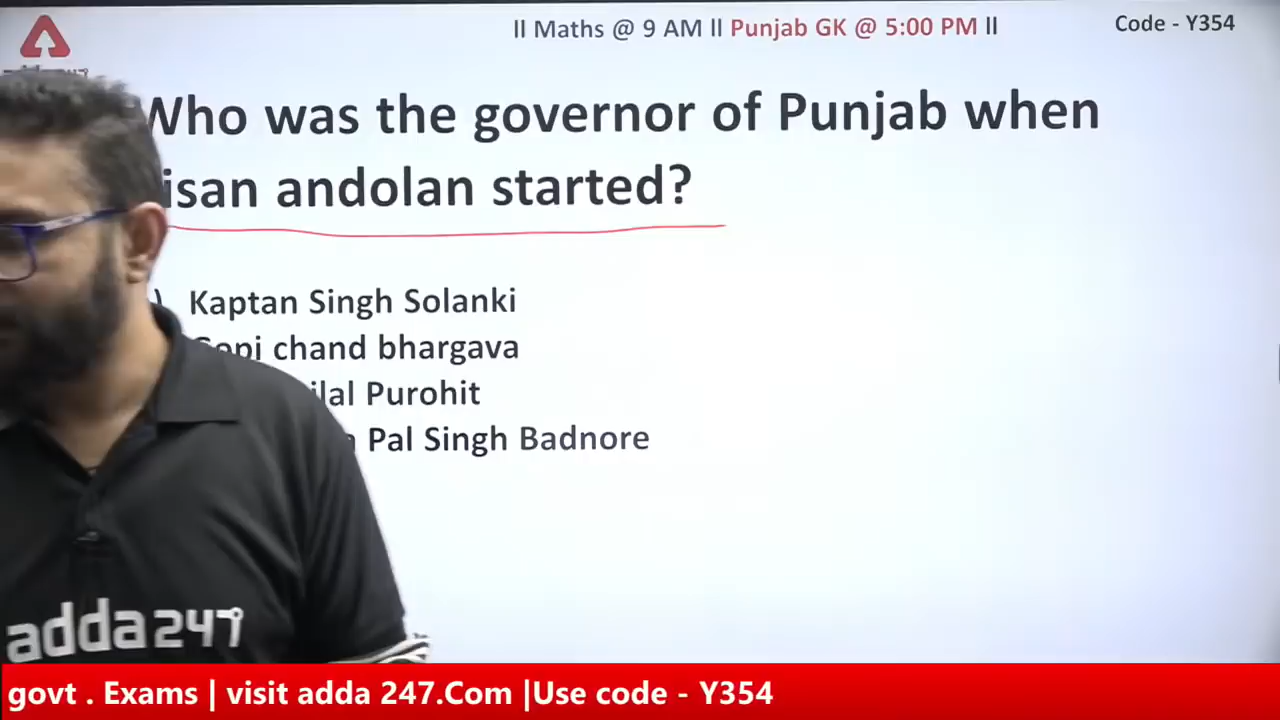 ll Maths @ 9 AM ll Punjab GK @ 5:00 PM ll
Code - Y354
Who was the governor of Punjab when
isan andolan started?
) Kaptan Singh Solanki
Gopi chand bhargava
ilal Purohit
Pal Singh Badnore
adda247
govt . Exams | visit adda 247.Com |Use code - Y354